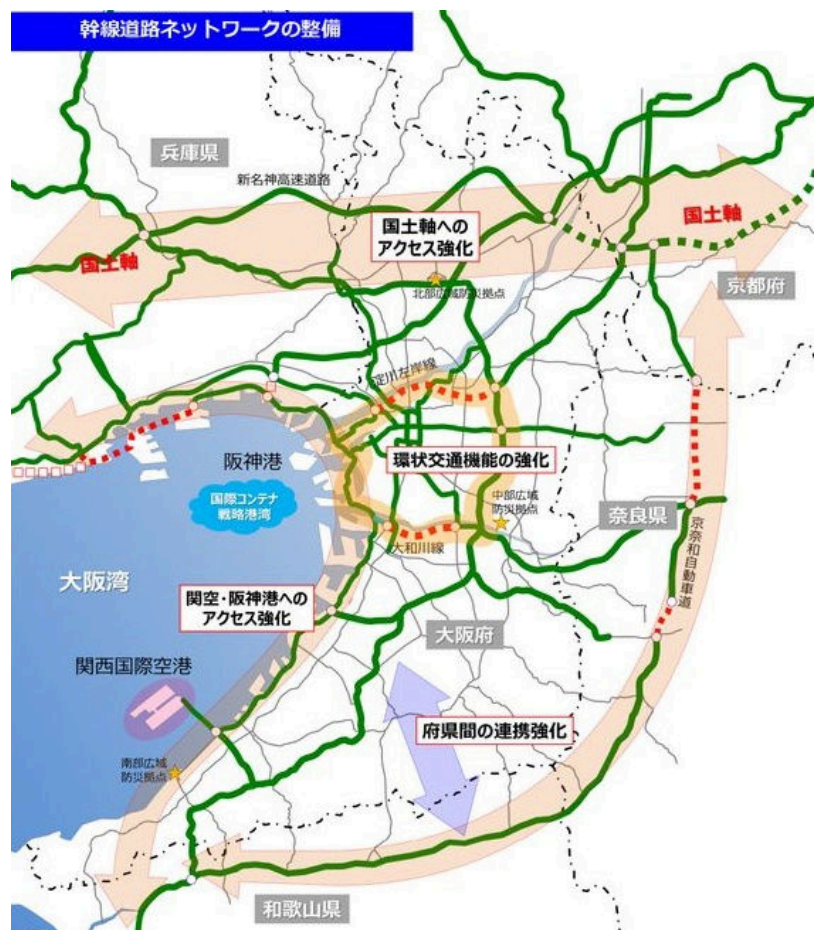 幹線道路ネットワークの整備
兵庫県
新名神高速道路
国土軸への
アクセス強化
国土軸
国土軸
北部広域防災拠点
京都府
淀川左岸線
阪神港
環状交通機能の強化
国際コンテナ
戦略港湾
中部広域
防災拠点
奈良県
大和川線
京奈和自動車道
大阪湾
関空・阪神港への
アクセス強化
大阪府
関西国際空港
府県間の連携強化
南部広域
防災拠点
和歌山県